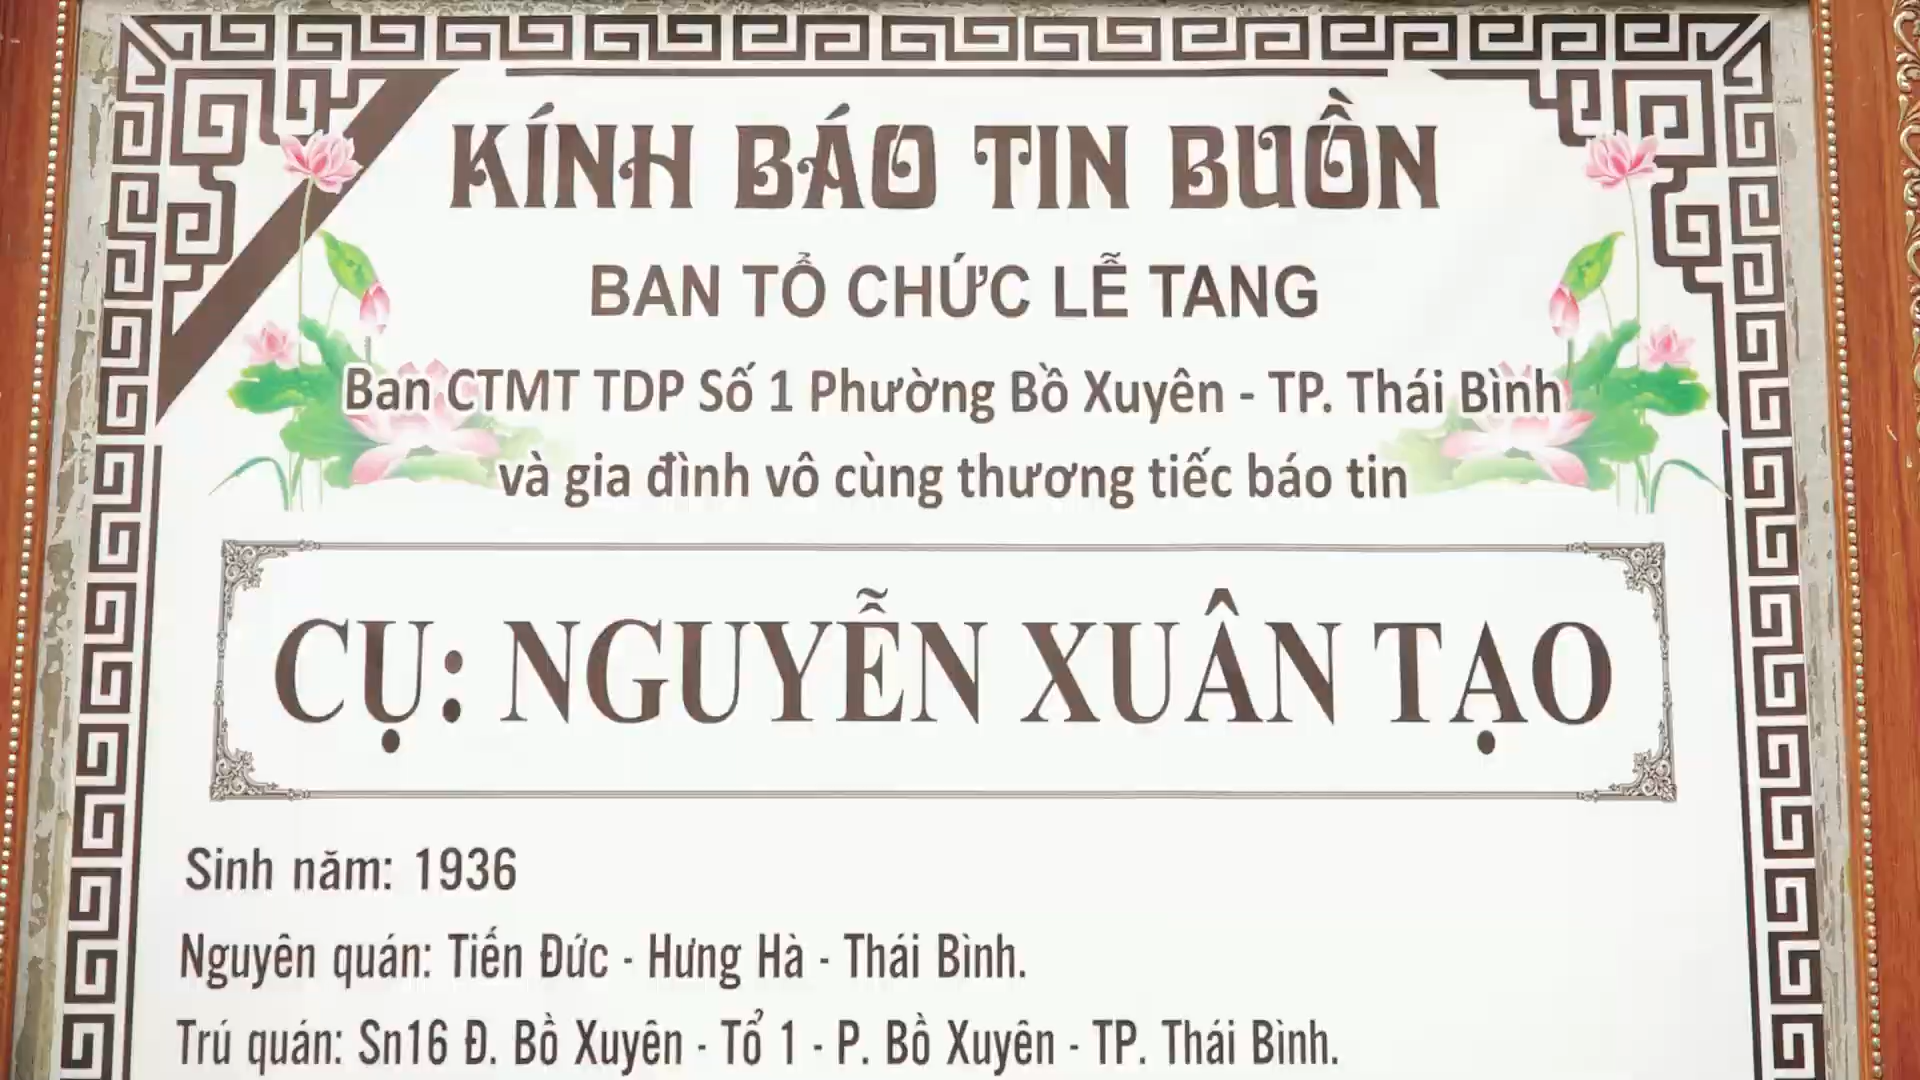 KÍNH BÁO TIN BUỒN
BAN TỔ CHỨC LỄ TANG
Ban CTMT TDP Số 1 Phường Bồ Xuyên - TP. Thái Bình
và gia đình vô cùng thương tiếc báo tin
CỤ: NGUYỄN XUÂN TẠO
Sinh năm: 1936
Nguyên quán: Tiến Đức - Hưng Hà - Thái Bình.
Trú quán: Sn16 Đ. Bồ Xuyên - Tổ 1 - P. Bồ Xuyên - TP. Thái Bình.